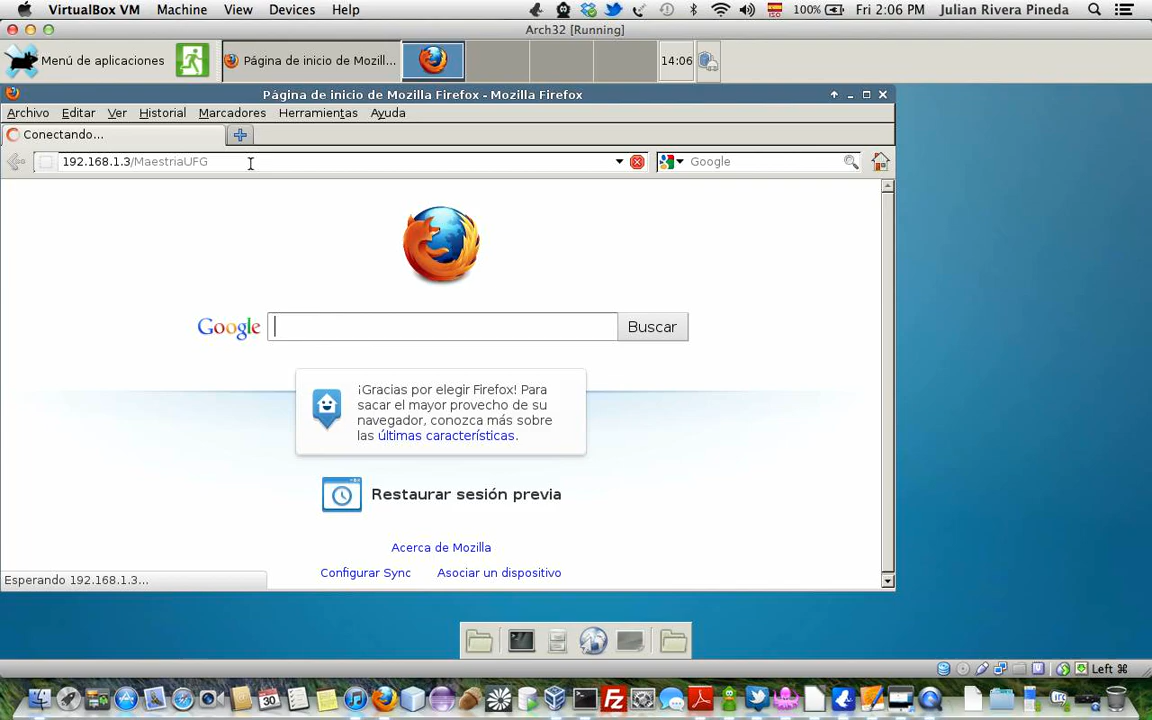 VirtualBox VM Machine View Devices Help 100% Fri 2:06 PM Julian Rivera Pineda
Arch32 [Running]
Menú de aplicaciones Página de inicio de Mozill... 14:06
Página de inicio de Mozilla Firefox - Mozilla Firefox
Archivo Editar Ver Historial Marcadores Herramientas Ayuda
Conectando...
192.168.1.3/MaestriaUFG Google
Google Buscar
¡Gracias por elegir Firefox! Para
sacar el mayor provecho de su
navegador, conozca más sobre
las últimas características.
Restaurar sesión previa
Acerca de Mozilla
Configurar Sync Asociar un dispositivo
Esperando 192.168.1.3...
Left ⌘
30